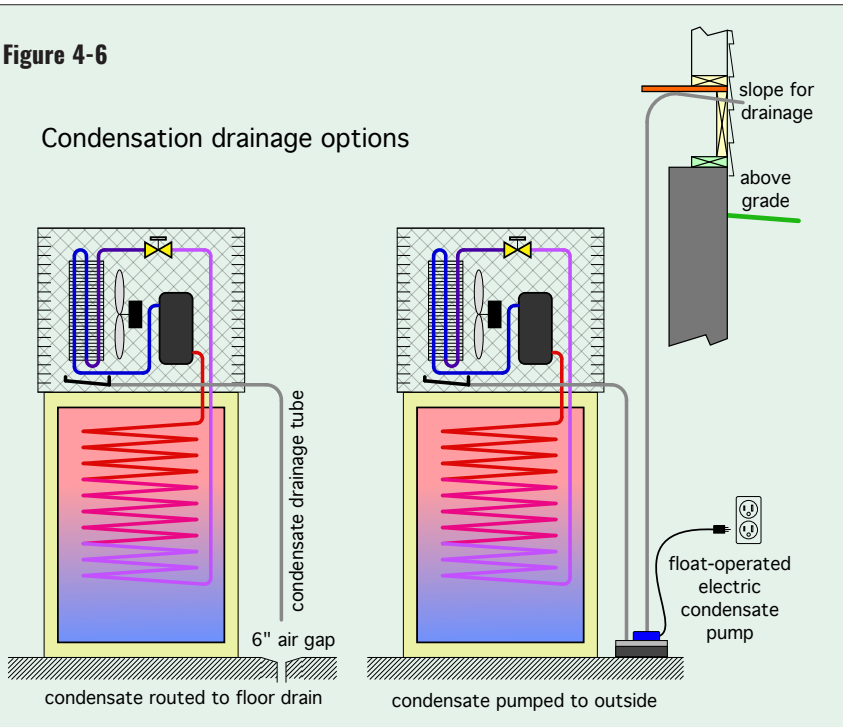 Figure 4-6
Condensation drainage options
slope for
drainage
above
grade
condensate drainage tube
6" air gap
float-operated
electric
condensate
pump
condensate routed to floor drain
condensate pumped to outside